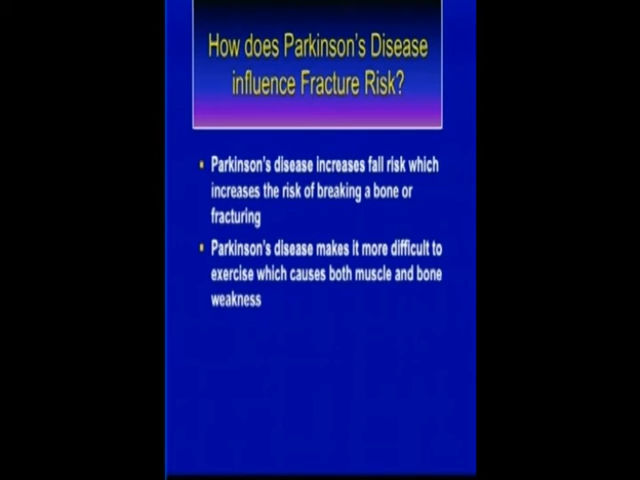 How does Parkinson's Disease
influence Fracture Risk?
Parkinson's disease increases fall risk which
increases the risk of breaking a bone or
fracturing
Parkinson's disease makes it more difficult to
exercise which causes both muscle and bone
weakness